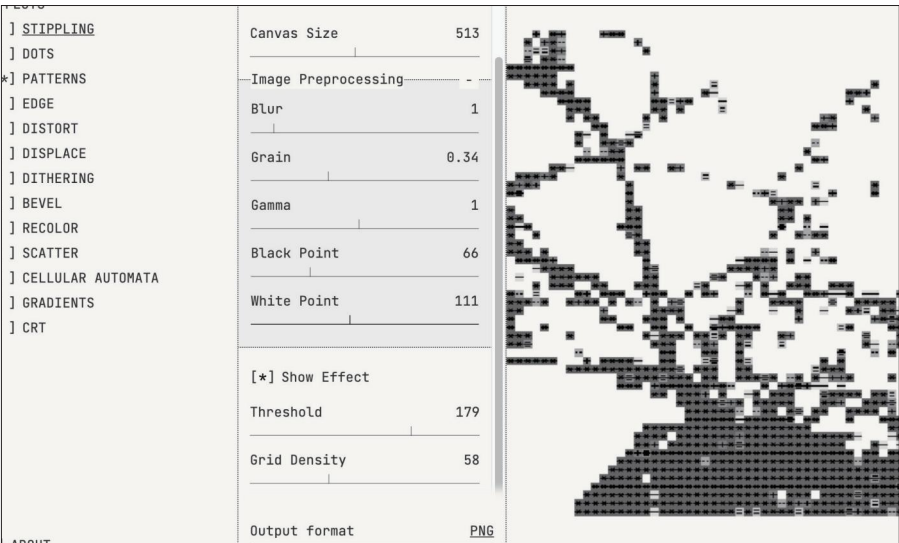 ] STIPPLING
] DOTS
*] PATTERNS
] EDGE
] DISTORT
] DISPLACE
] DITHERING
] BEVEL
] RECOLOR
] SCATTER
] CELLULAR AUTOMATA
] GRADIENTS
] CRT
Canvas Size 513
Image Preprocessing -
Blur 1
Grain 0.34
Gamma 1
Black Point 66
White Point 111
[*] Show Effect
Threshold 179
Grid Density 58
Output format PNG